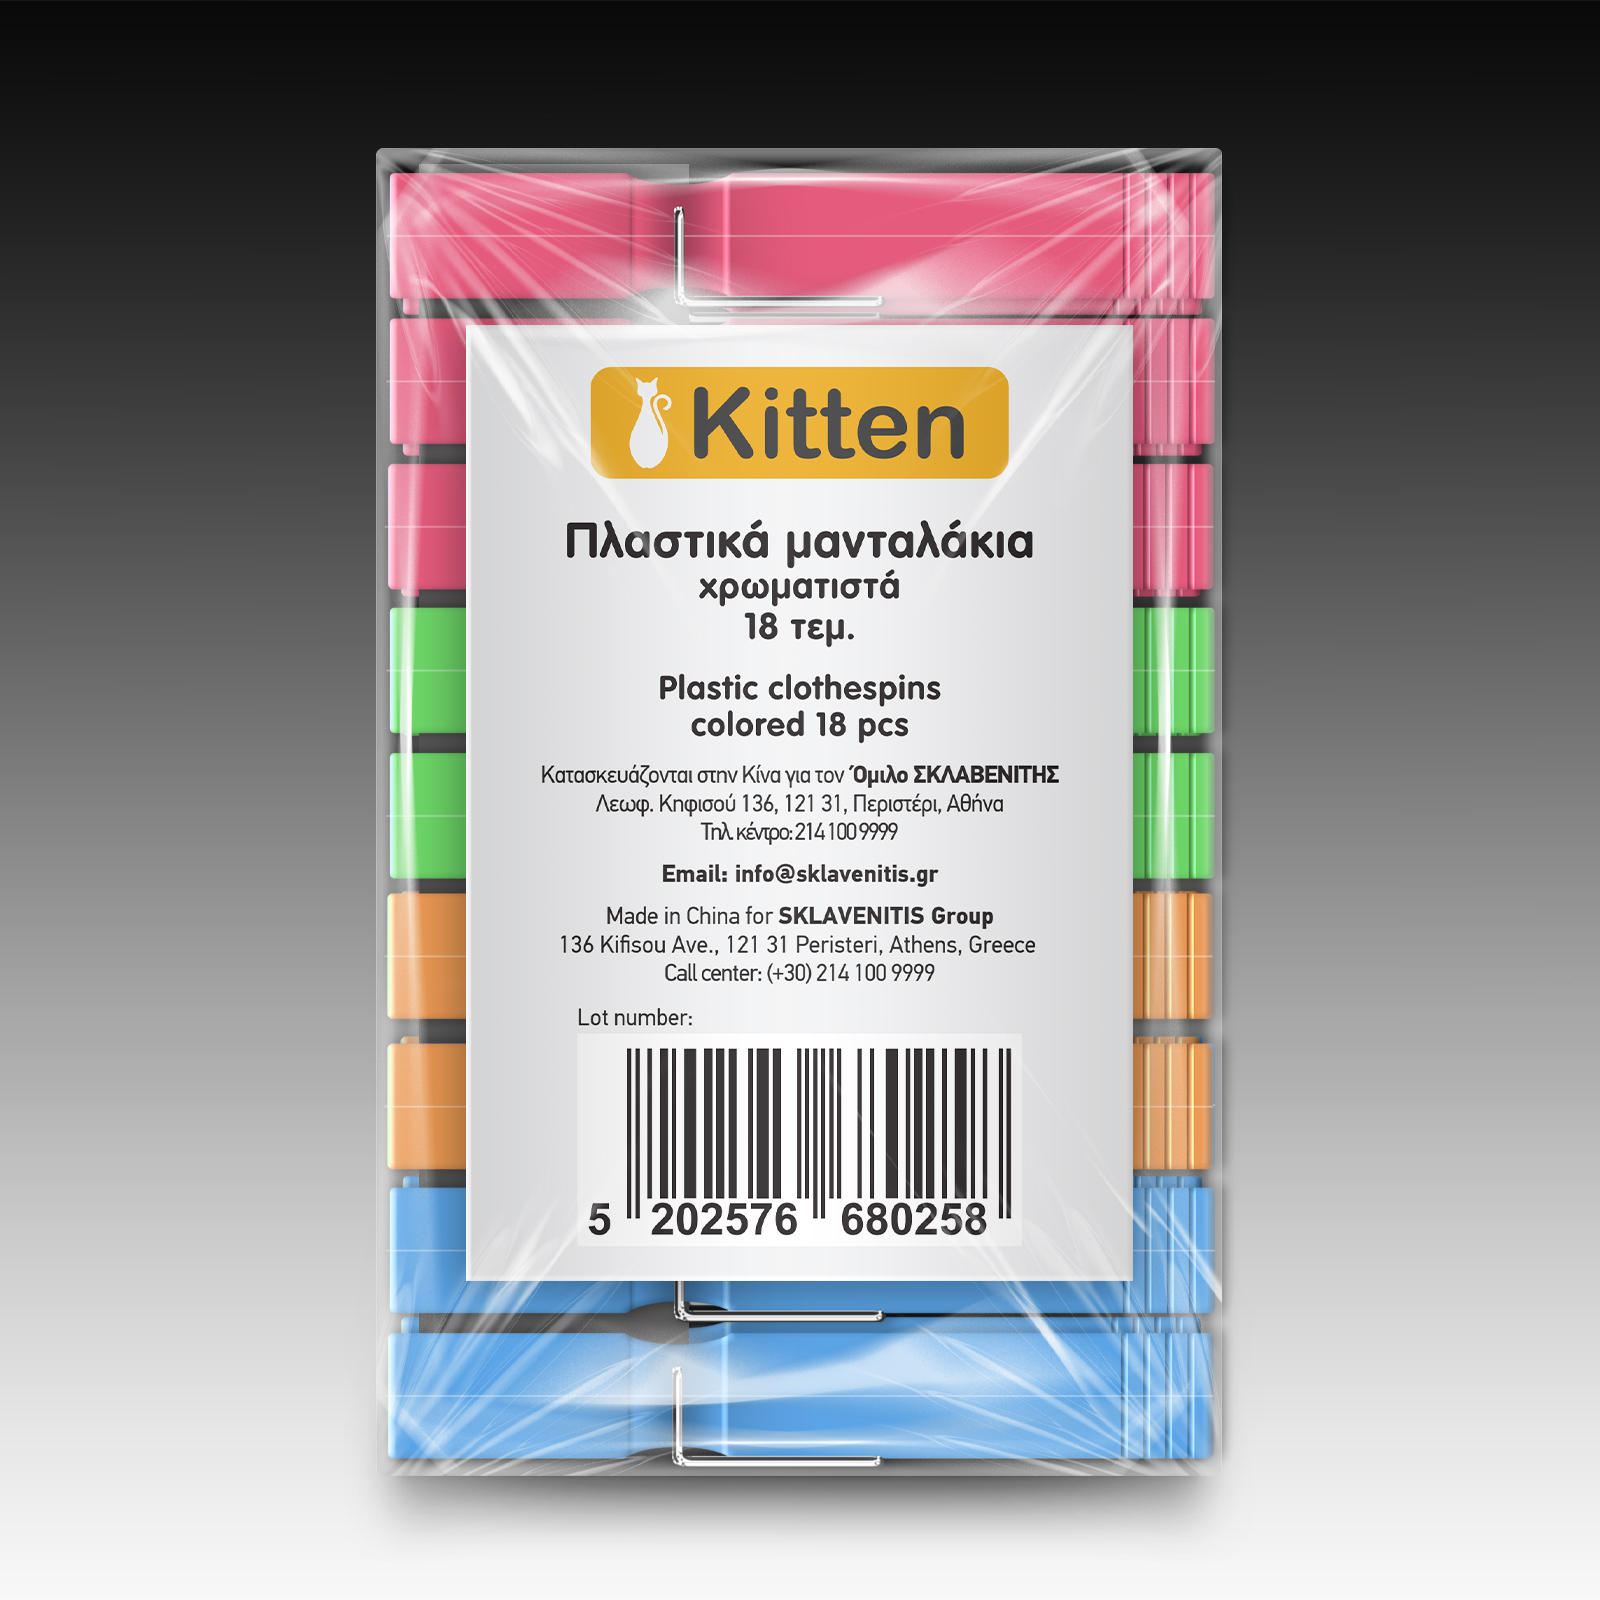 Kitten
Πλαστικά μανταλάκια
χρωματιστά
18 τεμ.
Plastic clothespins
colored 18 pcs
Κατασκευάζονται στην Κίνα για τον Όμιλο ΣΚΛΑΒΕΝΙΤΗΣ
Λεωφ. Κηφισού 136, 121 31, Περιστέρι, Αθήνα
Τηλ. κέντρο: 214 100 9999
Email: info@sklavenitis.gr
Made in China for SKLAVENITIS Group
136 Kifisou Ave., 121 31 Peristeri, Athens, Greece
Call center: (+30) 214 100 9999
Lot number:
5 202576 680258